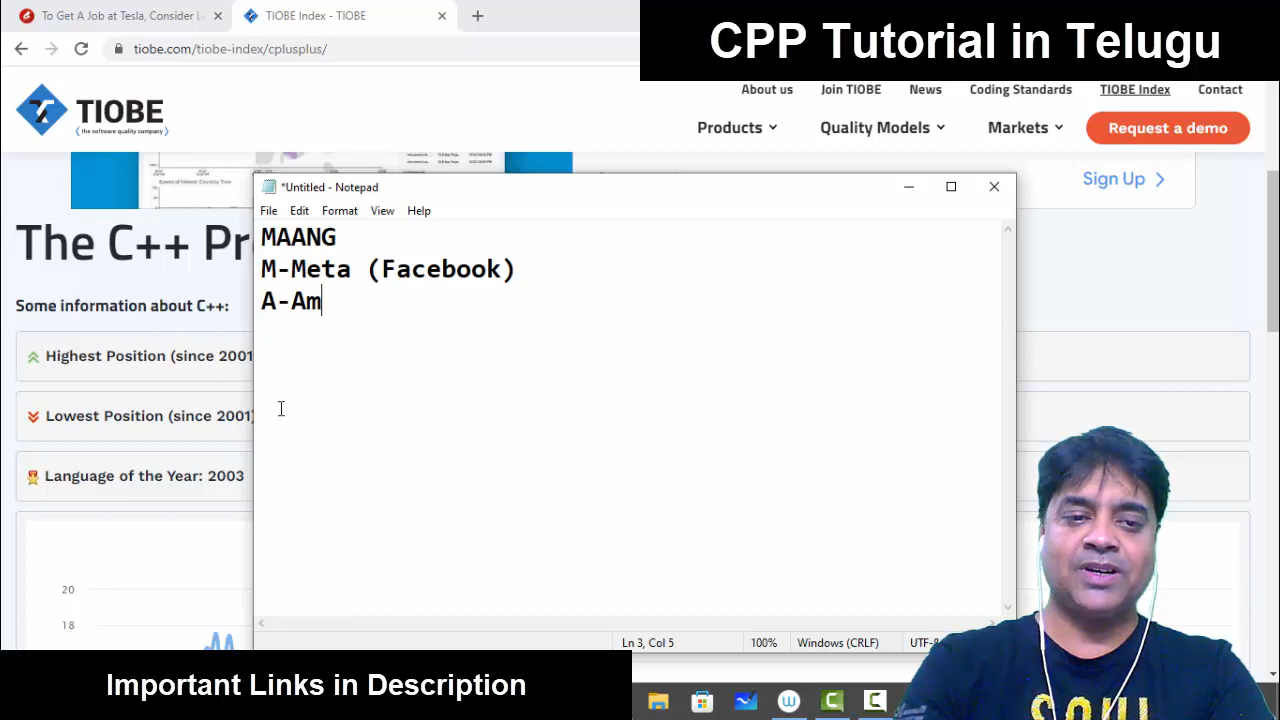 To Get A Job at Tesla, Consider L
TIOBE Index - TIOBE
tiobe.com/tiobe-index/cplusplus/
CPP Tutorial in Telugu
TIOBE
(the software quality company)
About us
Join TIOBE
News
Coding Standards
TIOBE Index
Contact
Products
Quality Models
Markets
Request a demo
Sign Up
*Untitled - Notepad
File Edit Format View Help
MAANG
M-Meta (Facebook)
A-Am
The C++ Pr
Some information about C++:
Highest Position (since 2001
Lowest Position (since 2001)
Language of the Year: 2003
20
18
Ln 3, Col 5
100%
Windows (CRLF)
UTF-8
Important Links in Description